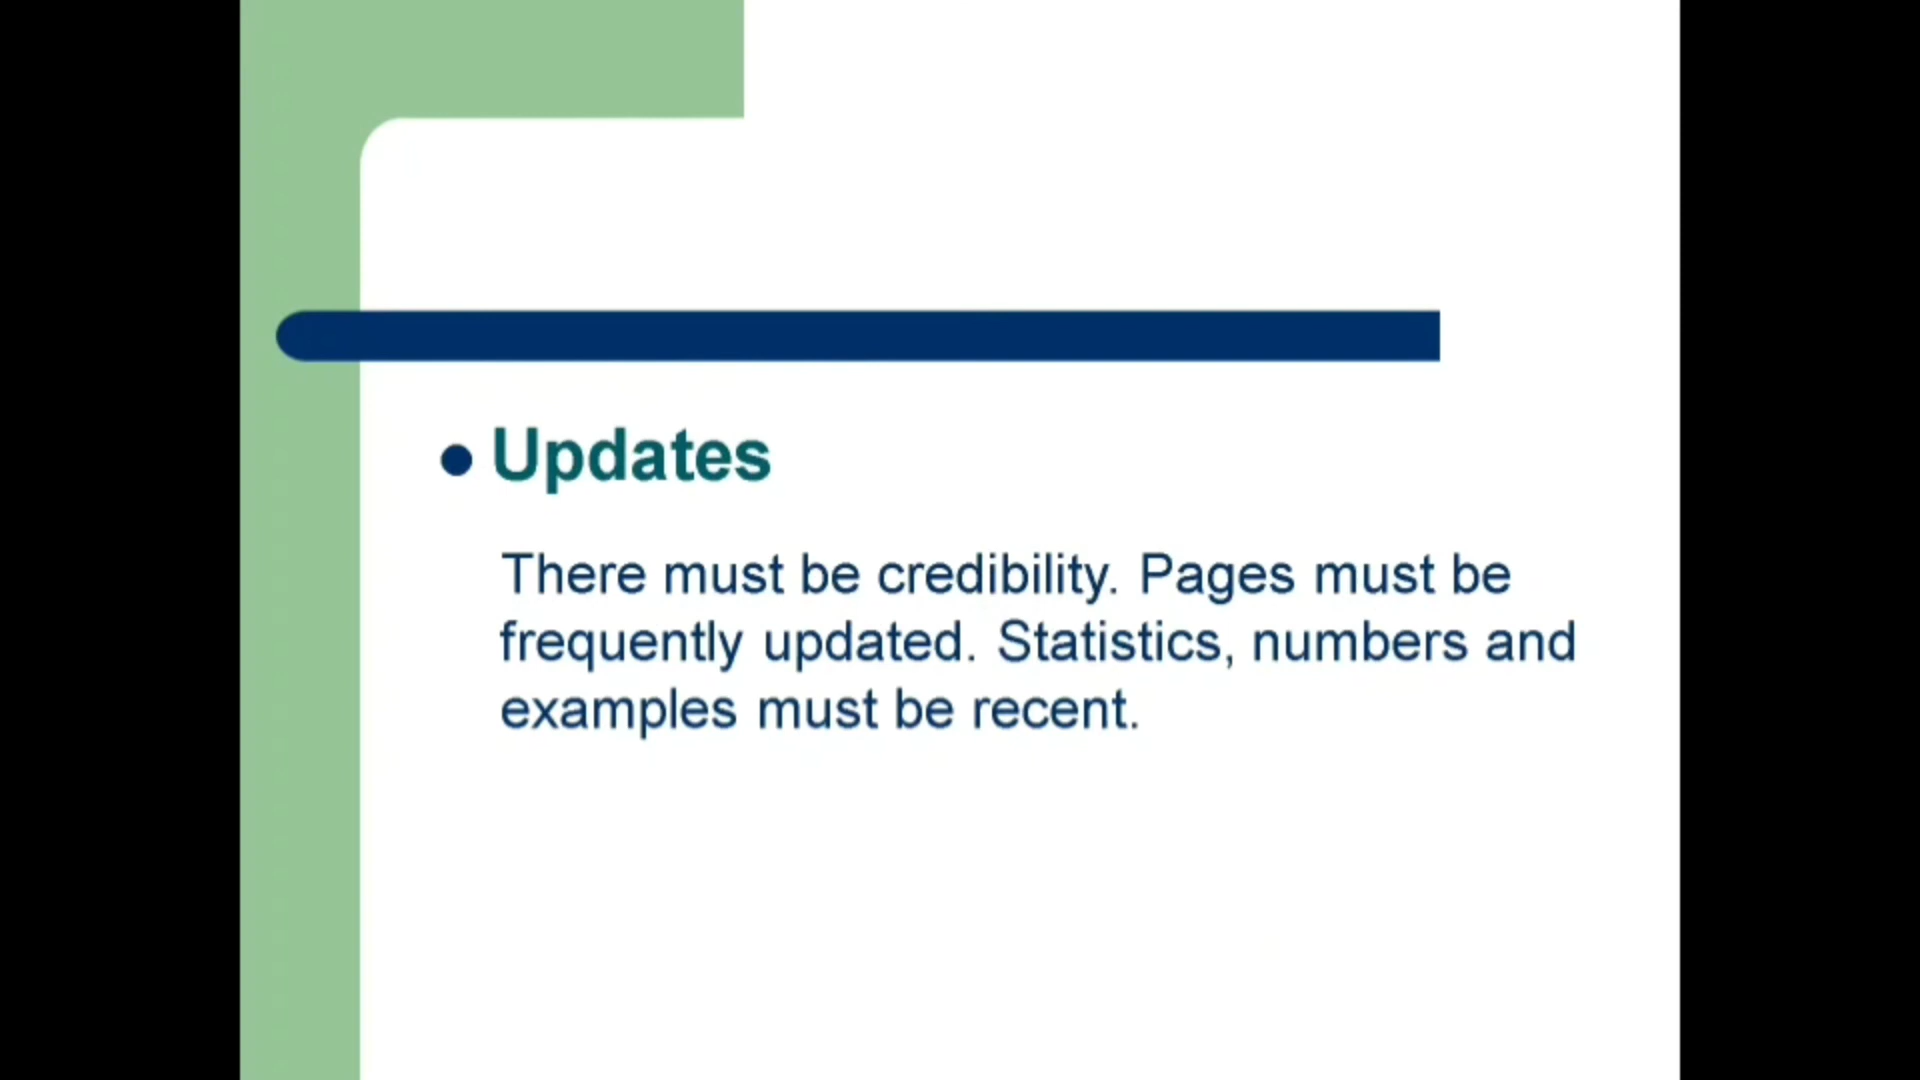 Updates
There must be credibility. Pages must be
frequently updated. Statistics, numbers and
examples must be recent.